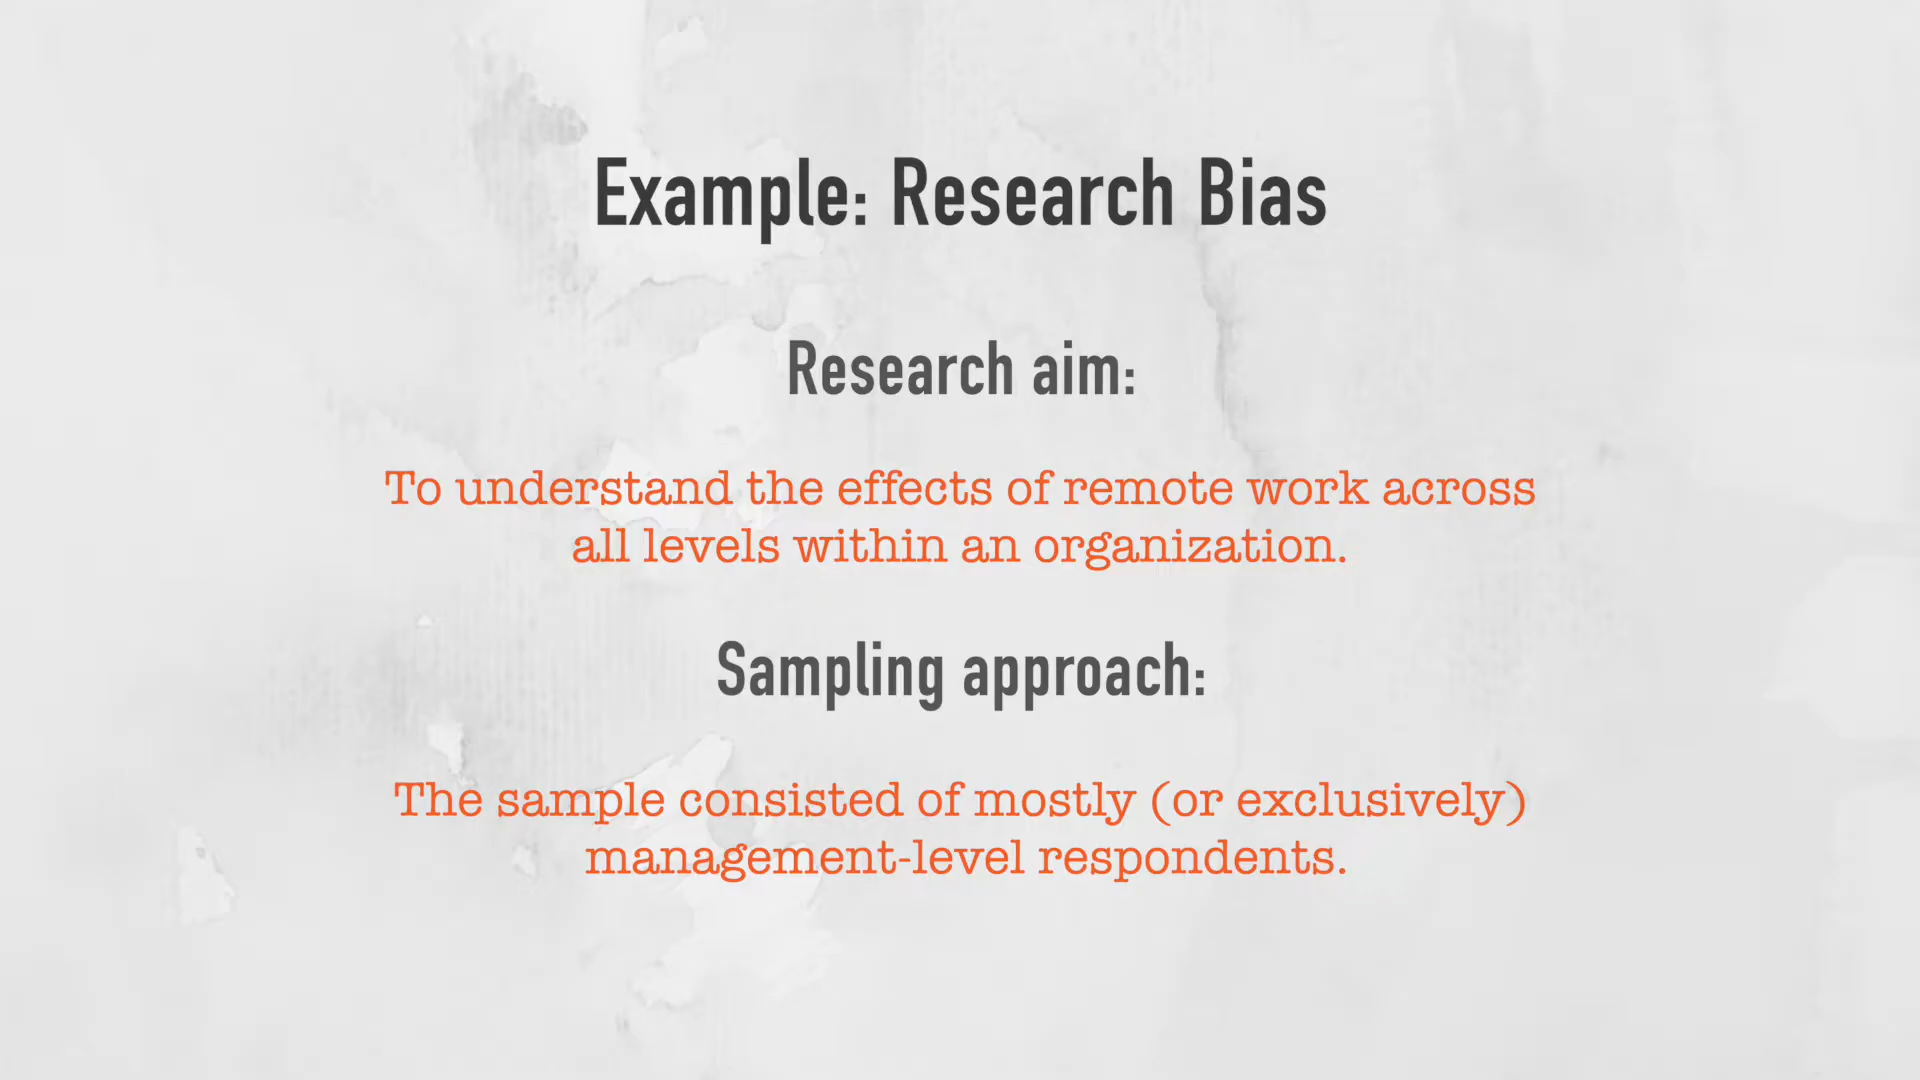 Example: Research Bias
Research aim:
To understand the effects of remote work across
all levels within an organization.
Sampling approach:
The sample consisted of mostly (or exclusively)
management-level respondents.